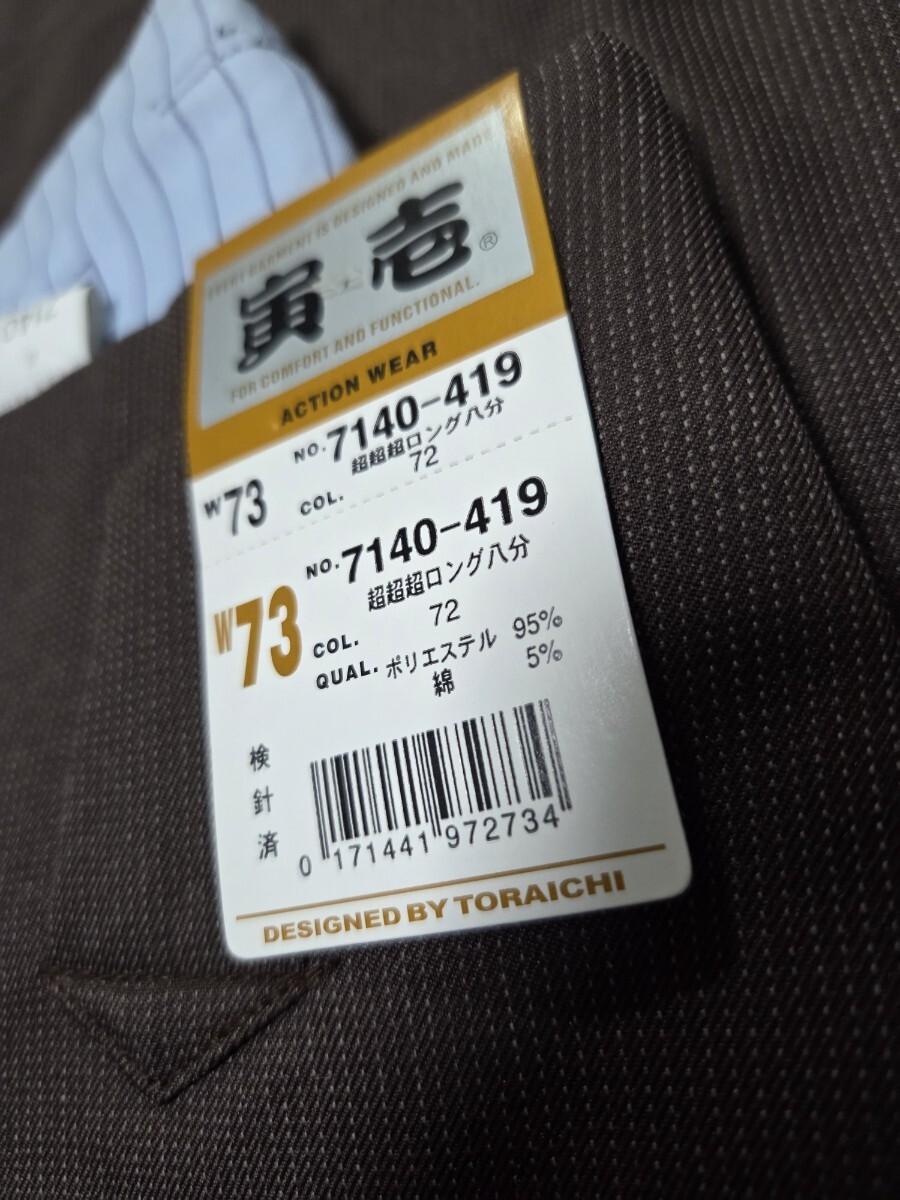 EVERY GARMENT IS DESIGNED AND MADE
寅壱®
FOR COMFORT AND FUNCTIONAL.
ACTION WEAR
NO.7140-419
超超超ロング八分
W73 COL. 72
NO.7140-419
超超超ロング八分
W73 COL. 72
QUAL. ポリエステル 95%
綿 5%
検針済
0 171441 972734
DESIGNED BY TORAICHI